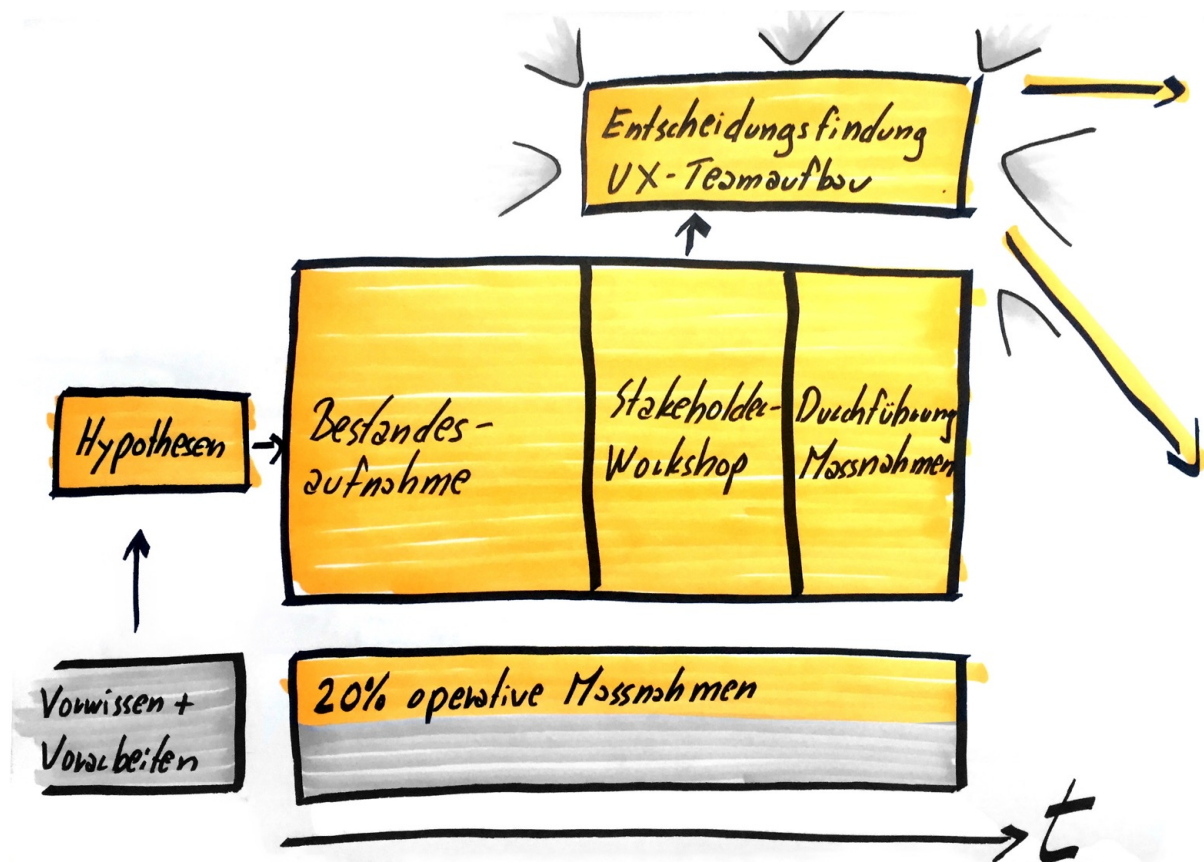 Entscheidungsfindung
UX-Teamaufbau
Hypothesen
Bestandes-
aufnahme
Stakeholder-
Workshop
Durchführung
Massnahmen
Vorwissen +
Vorarbeiten
20% operative Massnahmen
t